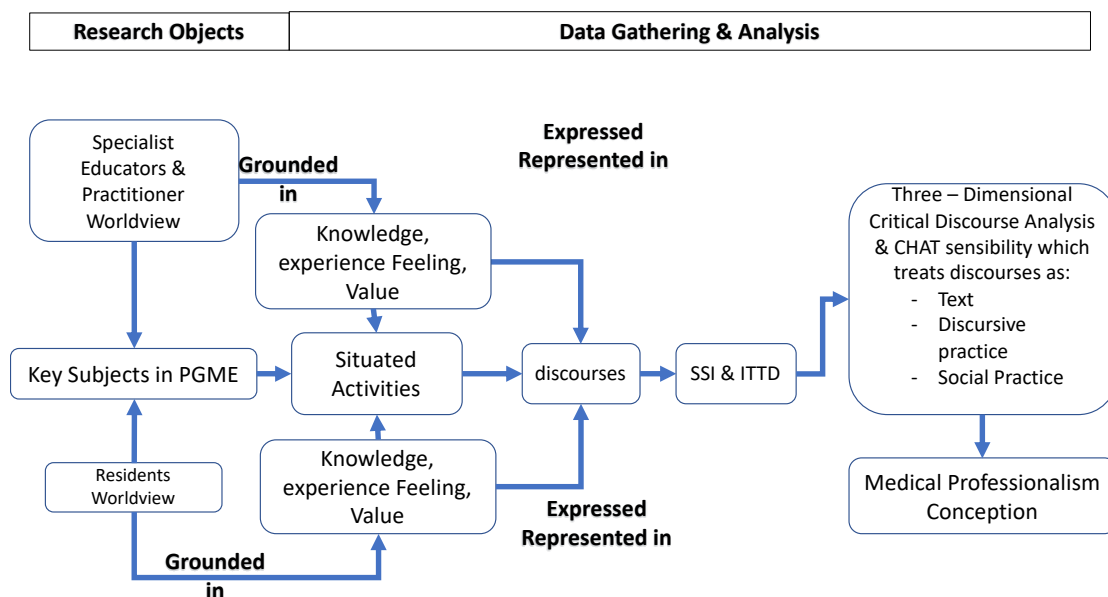 Research Objects
Data Gathering & Analysis
Specialist
Educators &
Practitioner
Worldview
Grounded
in
Expressed
Represented in
Knowledge,
experience Feeling,
Value
Three – Dimensional
Critical Discourse Analysis
& CHAT sensibility which
treats discourses as:
- Text
- Discursive
practice
- Social Practice
Key Subjects in PGME
Situated
Activities
discourses
SSI & ITTD
Residents
Worldview
Knowledge,
experience Feeling,
Value
Medical Professionalism
Conception
Expressed
Represented in
Grounded
in